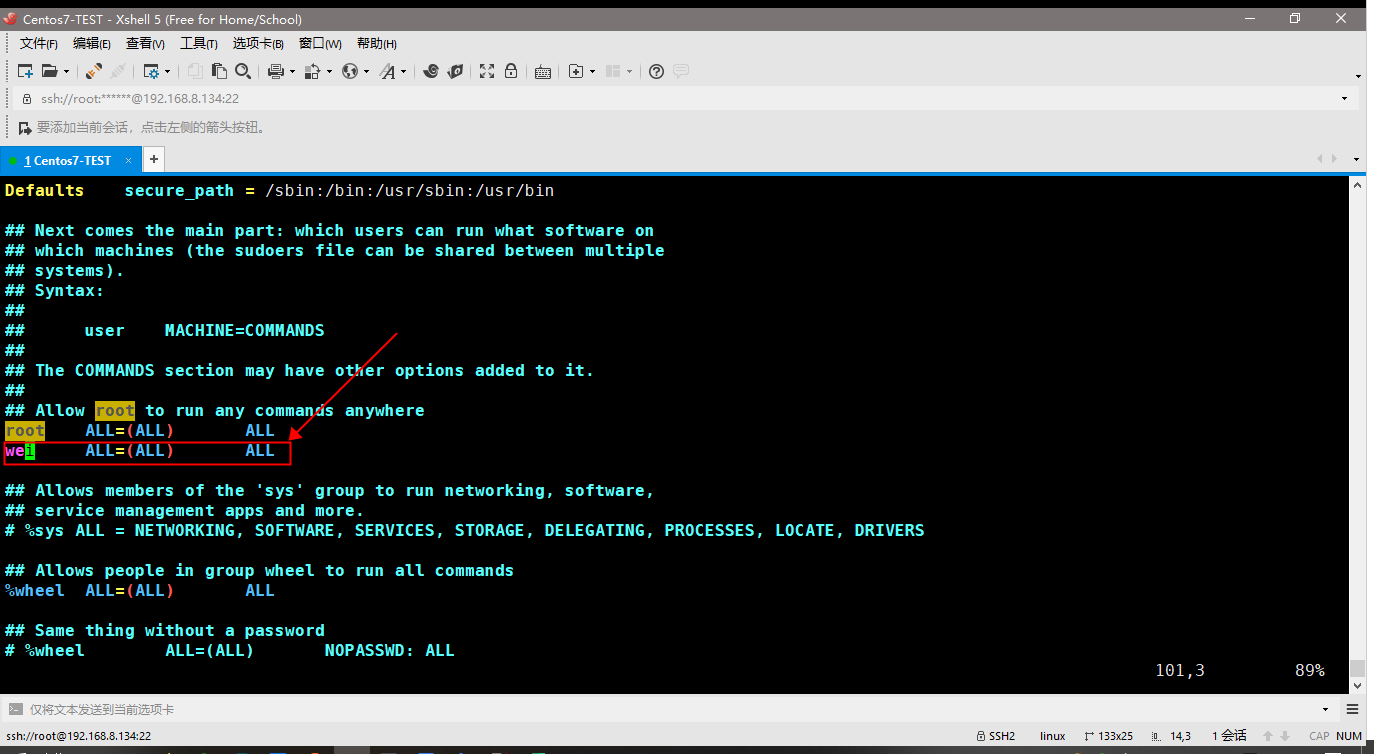 Centos7-TEST - Xshell 5 (Free for Home/School)
文件(F) 编辑(E) 查看(V) 工具(T) 选项卡(B) 窗口(W) 帮助(H)
ssh://root:******@192.168.8.134:22
要添加当前会话，点击左侧的箭头按钮。
1 Centos7-TEST × +
Defaults    secure_path = /sbin:/bin:/usr/sbin:/usr/bin
## Next comes the main part: which users can run what software on
## which machines (the sudoers file can be shared between multiple
## systems).
## Syntax:
##
##      user    MACHINE=COMMANDS
##
## The COMMANDS section may have other options added to it.
##
## Allow root to run any commands anywhere
root    ALL=(ALL)       ALL
wei     ALL=(ALL)       ALL
## Allows members of the 'sys' group to run networking, software,
## service management apps and more.
# %sys ALL = NETWORKING, SOFTWARE, SERVICES, STORAGE, DELEGATING, PROCESSES, LOCATE, DRIVERS
## Allows people in group wheel to run all commands
%wheel  ALL=(ALL)       ALL
## Same thing without a password
# %wheel        ALL=(ALL)       NOPASSWD: ALL
101,3         89%
仅将文本发送到当前选项卡
ssh://root@192.168.8.134:22 SSH2 linux 133x25 14,3 1 会话 CAP NUM